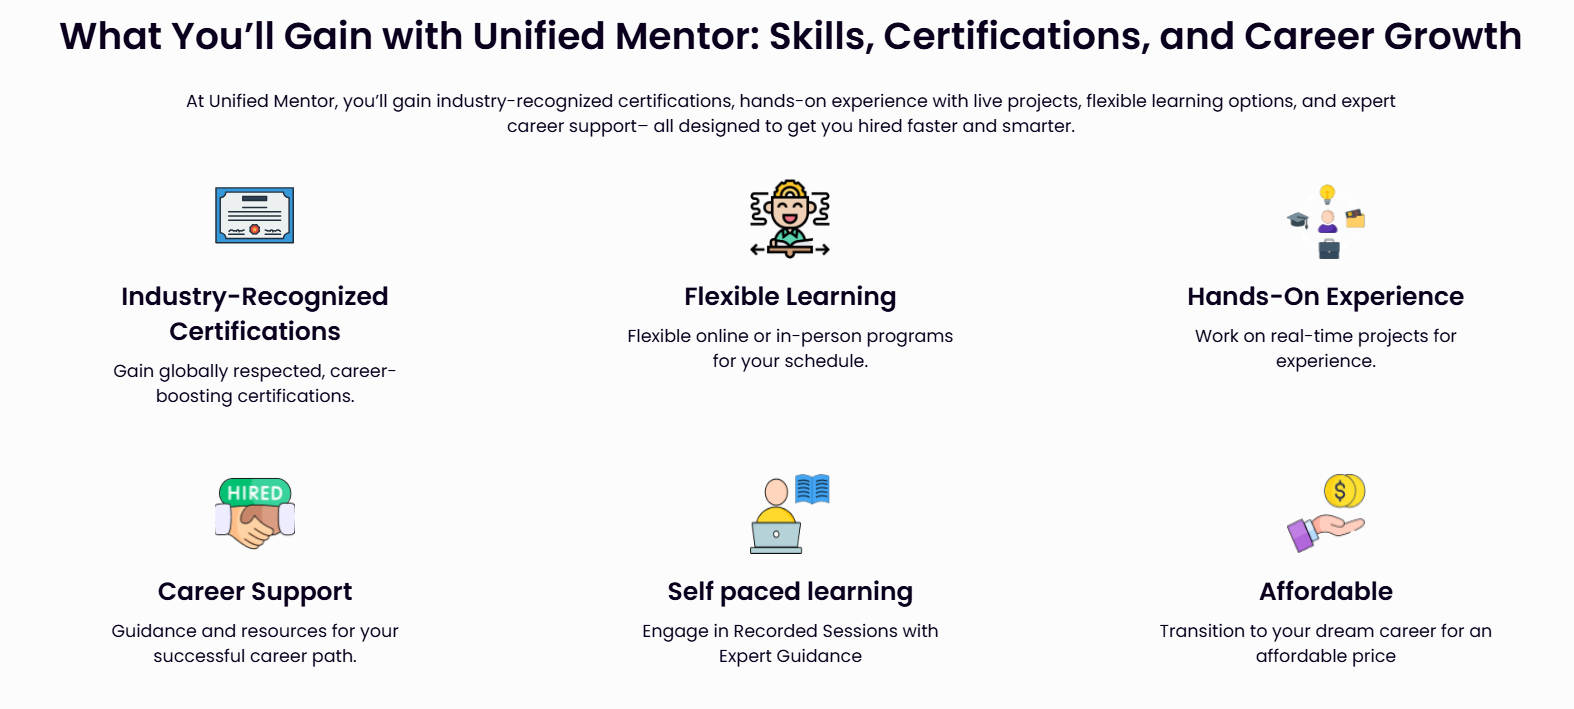 What You’ll Gain with Unified Mentor: Skills, Certifications, and Career Growth
At Unified Mentor, you’ll gain industry-recognized certifications, hands-on experience with live projects, flexible learning options, and expert
career support– all designed to get you hired faster and smarter.
Industry-Recognized
Certifications
Gain globally respected, career-
boosting certifications.
Flexible Learning
Flexible online or in-person programs
for your schedule.
Hands-On Experience
Work on real-time projects for
experience.
HIRED
Career Support
Guidance and resources for your
successful career path.
Self paced learning
Engage in Recorded Sessions with
Expert Guidance
$
Affordable
Transition to your dream career for an
affordable price